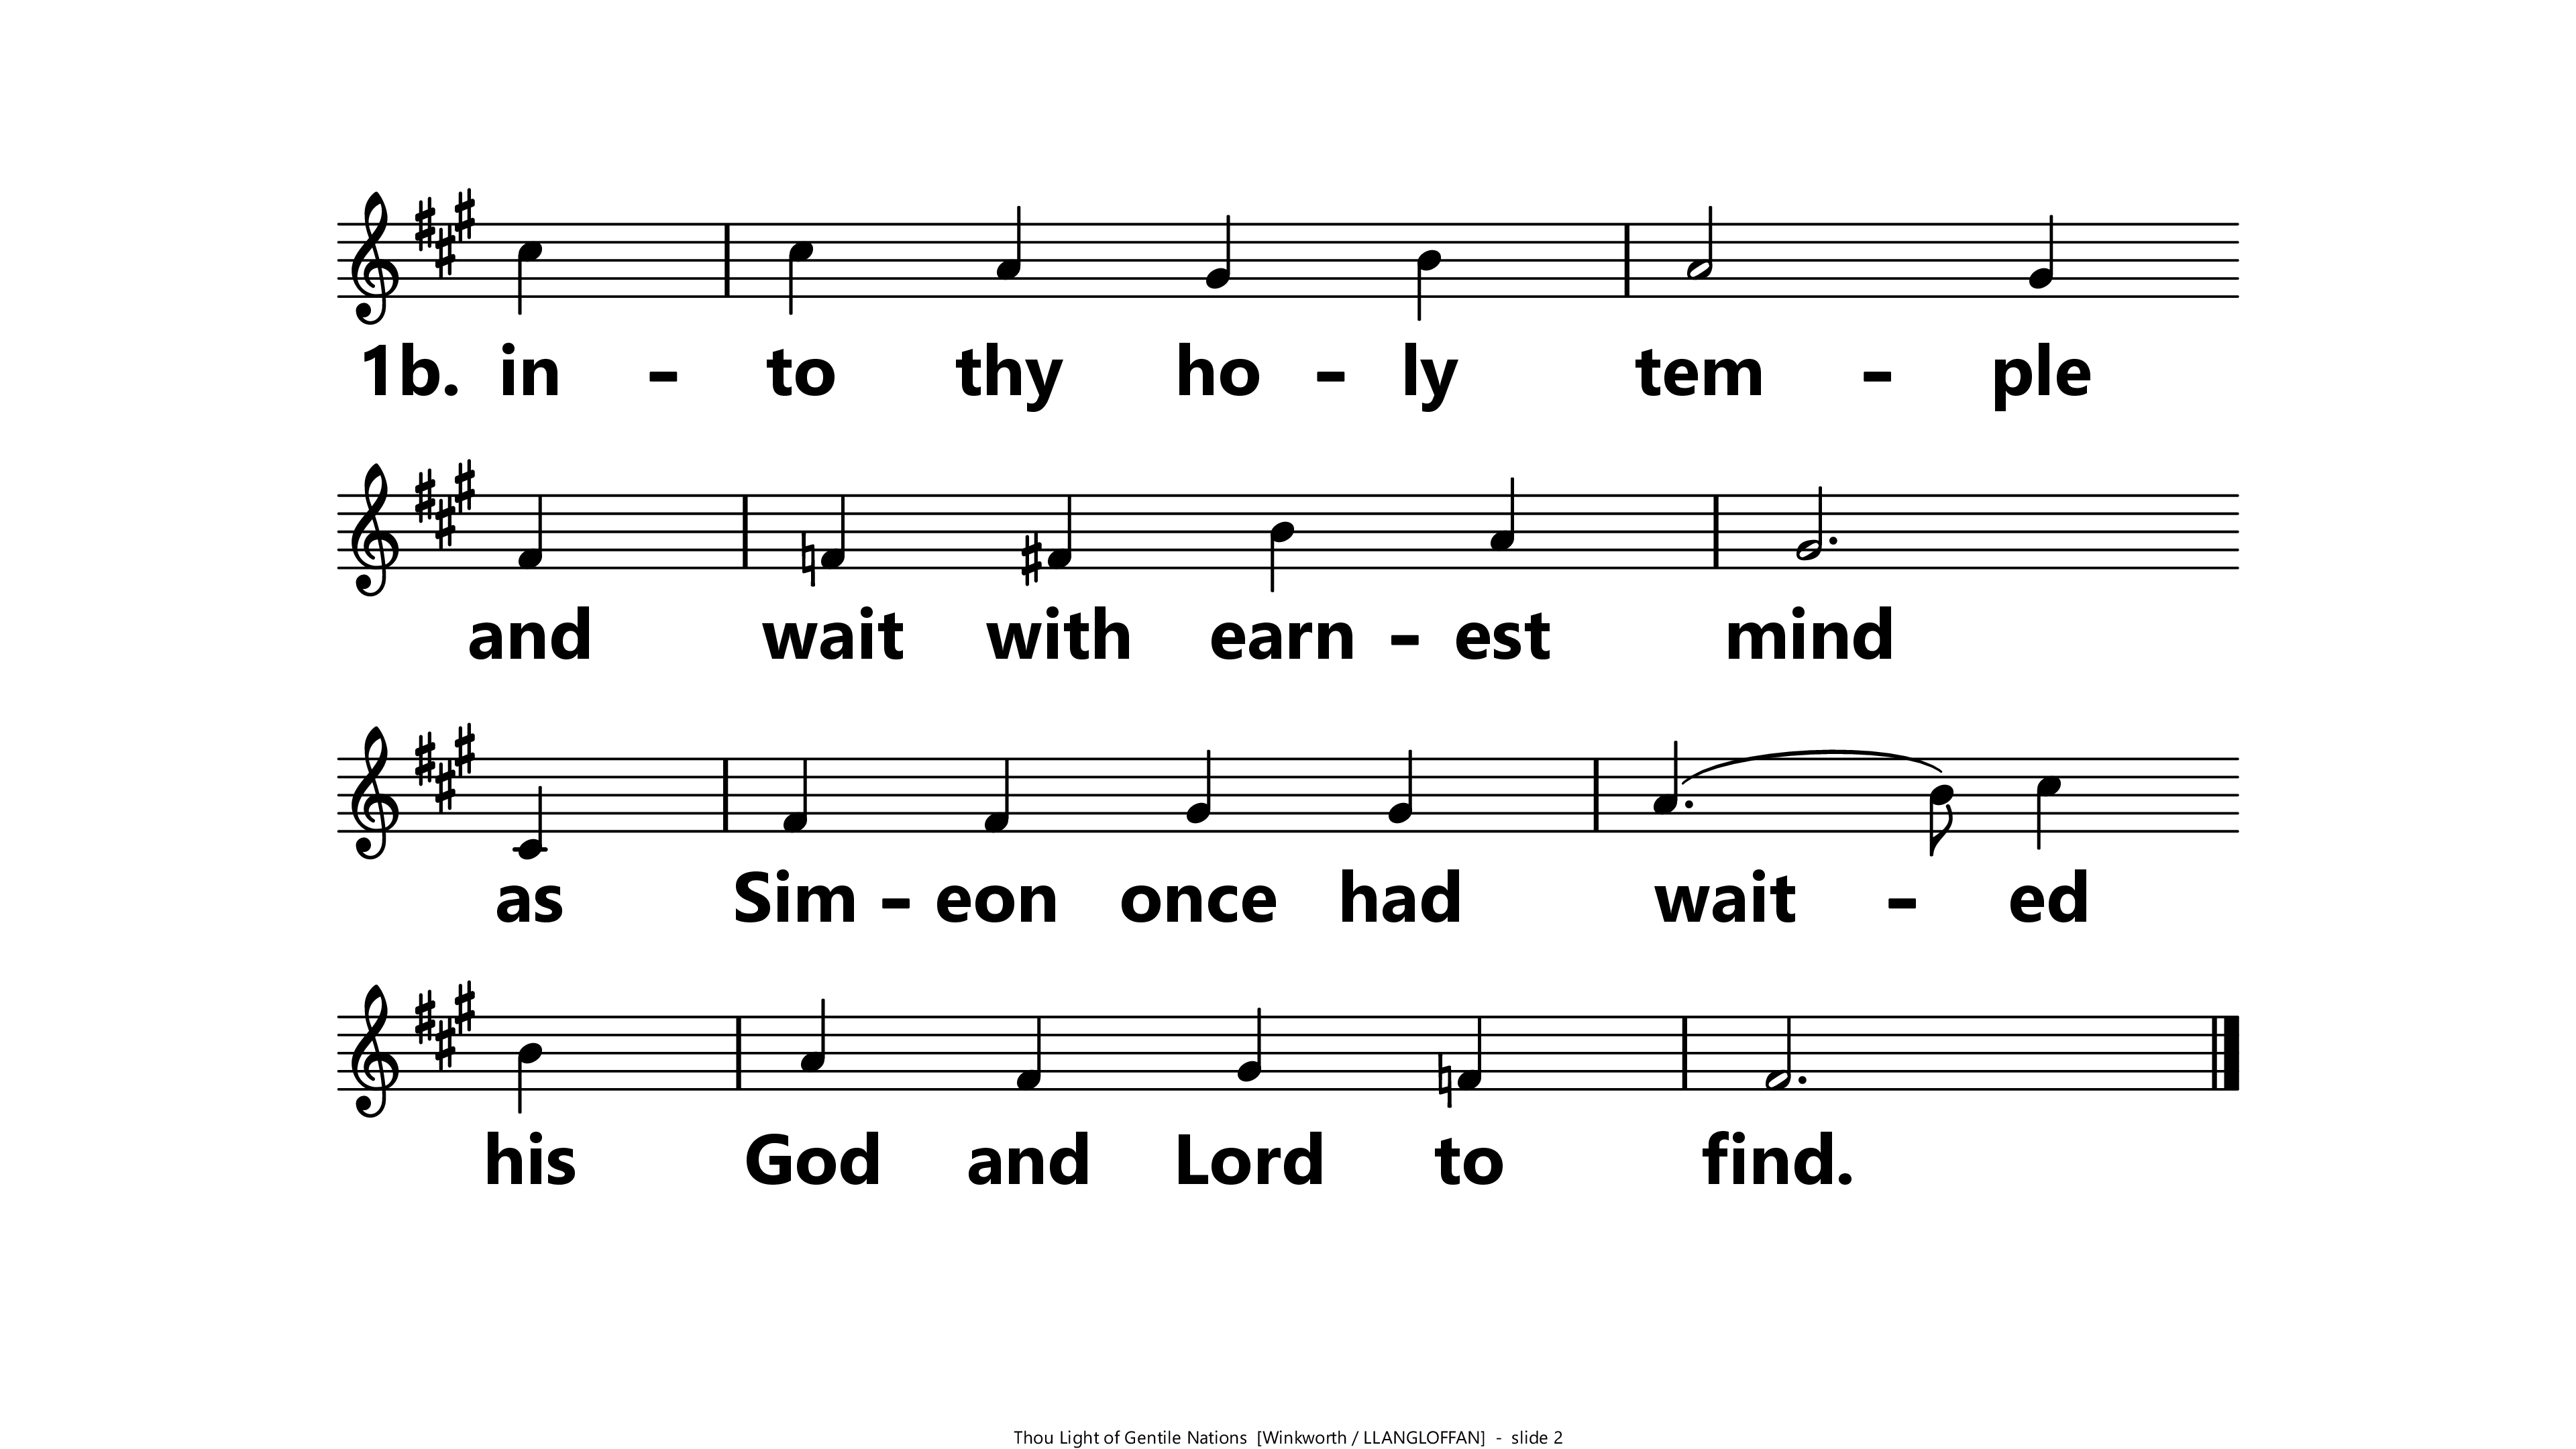 1b. in - to thy ho - ly tem - ple
and wait with earn - est mind
as Sim - eon once had wait - ed
his God and Lord to find.
Thou Light of Gentile Nations [Winkworth / LLANGLOFFAN] - slide 2